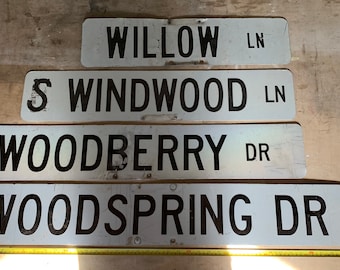 WILLOW LN
S WINDWOOD LN
WOODBERRY DR
WOODSPRING DR